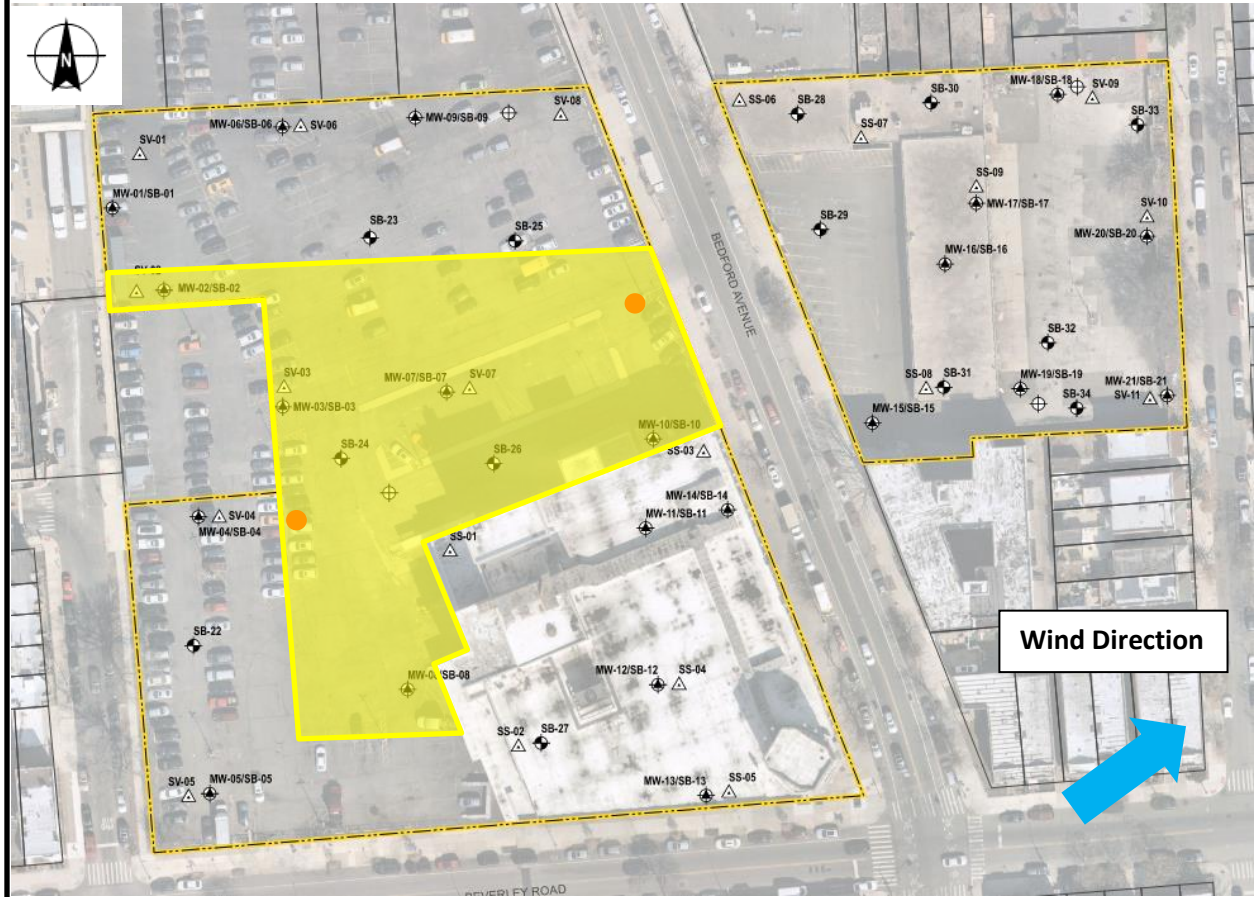 N
SV-08
MW-18/SB-18
SV-09
SS-06
SB-28
SB-30
SB-33
MW-06/SB-06
SV-06
MW-09/SB-09
SV-01
SS-07
SS-09
MW-17/SB-17
MW-01/SB-01
SB-23
SB-25
SB-29
SV-10
MW-20/SB-20
MW-16/SB-16
BEDFORD AVENUE
MW-02/SB-02
SB-32
SV-03
MW-07/SB-07
SV-07
SS-08
SB-31
MW-19/SB-19
MW-21/SB-21
SV-11
SB-34
MW-03/SB-03
MW-15/SB-15
MW-10/SB-10
SS-03
SB-24
SB-26
MW-14/SB-14
MW-11/SB-11
SV-04
MW-04/SB-04
SS-01
SB-22
Wind Direction
MW-12/SB-12
SS-04
SB-08
SS-02
SB-27
SV-05
MW-05/SB-05
MW-13/SB-13
SS-05
BEVERLEY ROAD